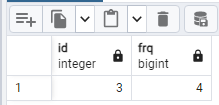 id frq
integer bigint
1 3 4